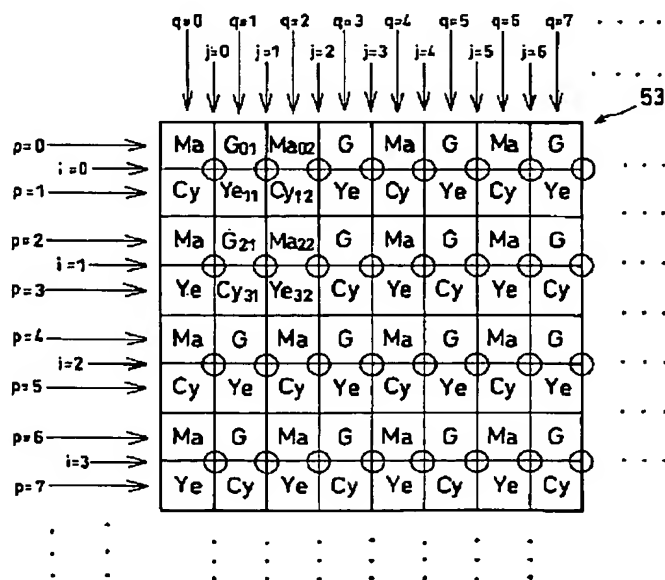 q=0 q=1 q=2 q=3 q=4 q=5 q=6 q=7
j=0 j=1 j=2 j=3 j=4 j=5 j=6
53
p=0 Ma G01 Ma02 G Ma G Ma G
i=0
p=1 Cy Ye11 Cy12 Ye Cy Ye Cy Ye
p=2 Ma G21 Ma22 G Ma G Ma G
i=1
p=3 Ye Cy31 Ye32 Cy Ye Cy Ye Cy
p=4 Ma G Ma G Ma G Ma G
i=2
p=5 Cy Ye Cy Ye Cy Ye Cy Ye
p=6 Ma G Ma G Ma G Ma G
i=3
p=7 Ye Cy Ye Cy Ye Cy Ye Cy